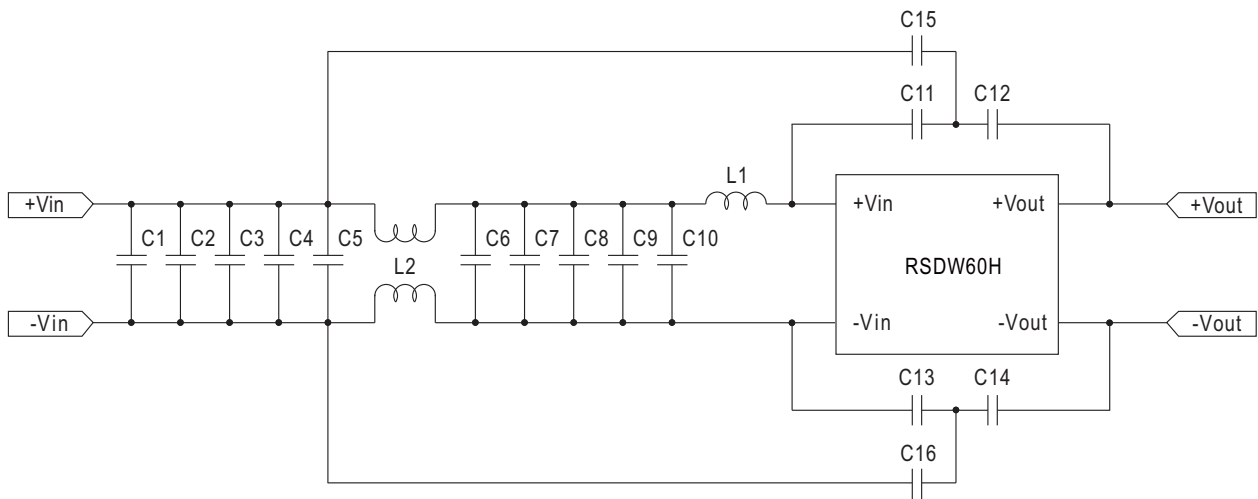 C15
C11 C12
L1
+Vin +Vin +Vout +Vout
C1 C2 C3 C4 C5 C6 C7 C8 C9 C10
L2 RSDW60H
-Vin -Vin -Vout -Vout
C13 C14
C16